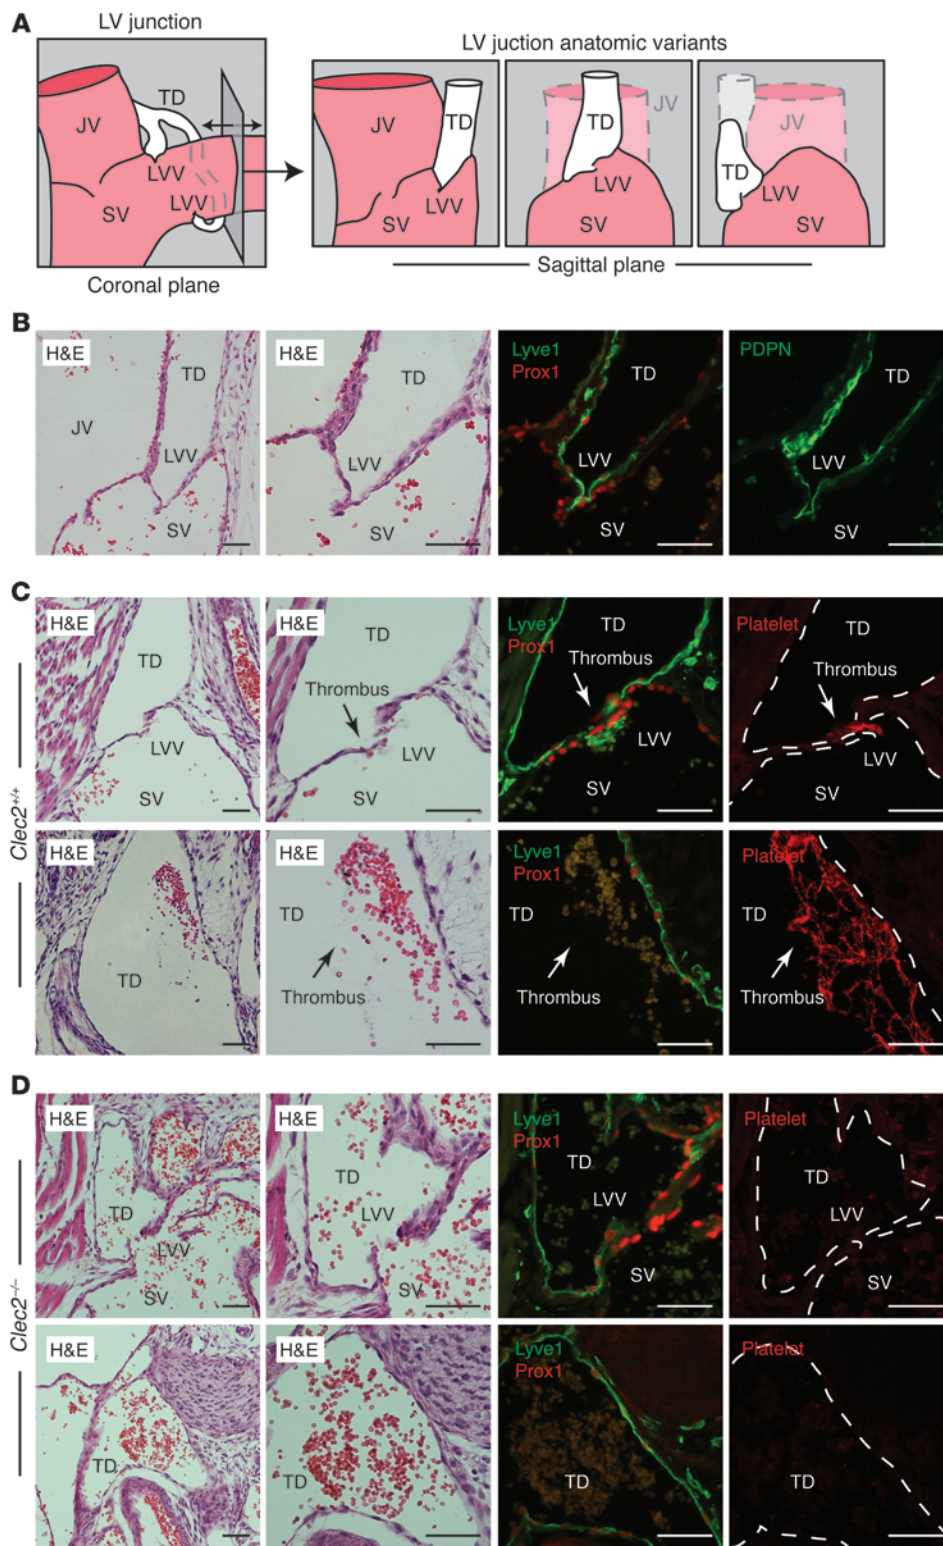 A
LV junction
TD
JV
LVV
SV
LVV
Coronal plane
LV juction anatomic variants
JV
TD
LVV
SV
TD
JV
LVV
SV
JV
TD
LVV
SV
Sagittal plane
B
H&E
TD
JV
LVV
SV
H&E
TD
LVV
SV
Lyve1
Prox1
TD
LVV
SV
PDPN
TD
LVV
SV
C
Clec2+/+
H&E
TD
LVV
SV
H&E
TD
Thrombus
LVV
SV
Lyve1
Prox1
TD
Thrombus
LVV
SV
Platelet
TD
Thrombus
LVV
SV
H&E
TD
H&E
TD
Thrombus
Lyve1
Prox1
TD
Thrombus
Platelet
TD
Thrombus
D
Clec2−/−
H&E
TD
LVV
SV
H&E
TD
LVV
SV
Lyve1
Prox1
TD
LVV
SV
Platelet
TD
LVV
SV
H&E
TD
H&E
TD
Lyve1
Prox1
TD
Platelet
TD